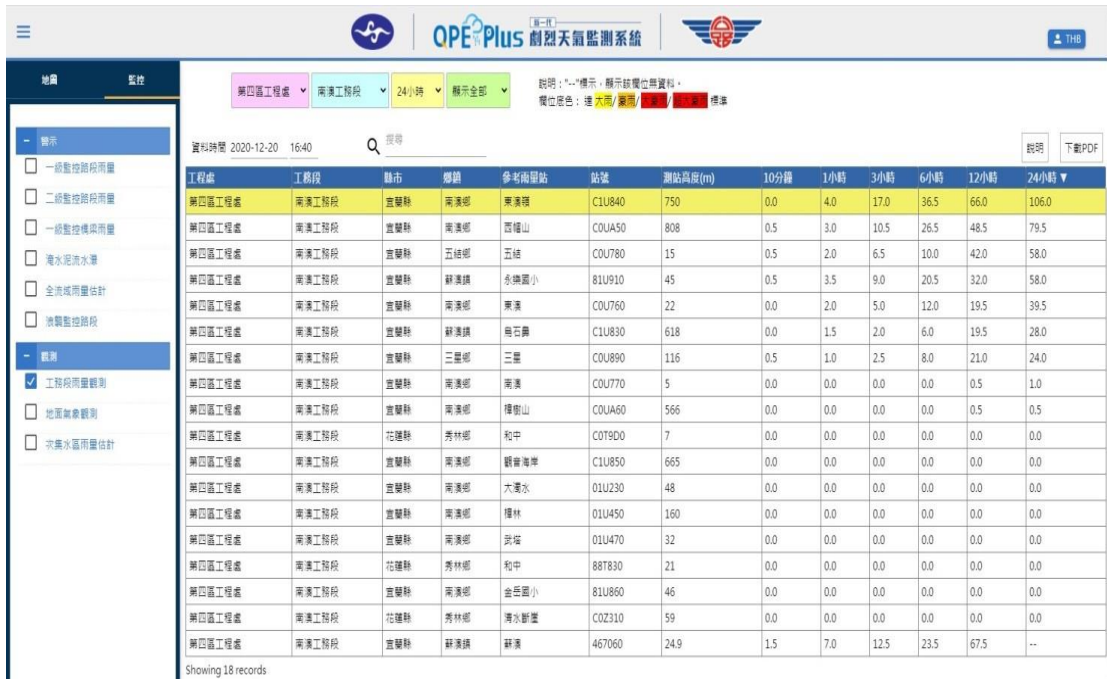 QPE Plus 新一代 劇烈天氣監測系統
THB
地圖 監控
第四區工程處 南澳工務段 24小時 顯示全部
說明："--"標示，顯示該欄位無資料。
欄位底色：達 大雨/豪雨/大豪雨/超大豪雨 標準
警示
一級監控路段雨量
二級監控路段雨量
一級監控橋梁雨量
淹水泥流水瀑
全流域雨量估計
浪襲監控路段
觀測
工務段雨量觀測
地面氣象觀測
次集水區雨量估計
資料時間 2020-12-20 16:40 搜尋 說明 下載PDF
工程處 工務段 縣市 鄉鎮 參考雨量站 站號 測站高度(m) 10分鐘 1小時 3小時 6小時 12小時 24小時 ▼
第四區工程處 南澳工務段 宜蘭縣 南澳鄉 東澳嶺 C1U840 750 0.0 4.0 17.0 36.5 66.0 106.0
第四區工程處 南澳工務段 宜蘭縣 南澳鄉 西帽山 C0UA50 808 0.5 3.0 10.5 26.5 48.5 79.5
第四區工程處 南澳工務段 宜蘭縣 五結鄉 五結 C0U780 15 0.5 2.0 6.5 10.0 42.0 58.0
第四區工程處 南澳工務段 宜蘭縣 蘇澳鎮 永樂國小 81U910 45 0.5 3.5 9.0 20.5 32.0 58.0
第四區工程處 南澳工務段 宜蘭縣 南澳鄉 東澳 C0U760 22 0.0 2.0 5.0 12.0 19.5 39.5
第四區工程處 南澳工務段 宜蘭縣 蘇澳鎮 烏石鼻 C1U830 618 0.0 1.5 2.0 6.0 19.5 28.0
第四區工程處 南澳工務段 宜蘭縣 三星鄉 三星 C0U890 116 0.5 1.0 2.5 8.0 21.0 24.0
第四區工程處 南澳工務段 宜蘭縣 南澳鄉 南澳 C0U770 5 0.0 0.0 0.0 0.0 0.5 1.0
第四區工程處 南澳工務段 宜蘭縣 南澳鄉 樟樹山 C0UA60 566 0.0 0.0 0.0 0.0 0.5 0.5
第四區工程處 南澳工務段 花蓮縣 秀林鄉 和中 C0T9D0 7 0.0 0.0 0.0 0.0 0.0 0.0
第四區工程處 南澳工務段 宜蘭縣 南澳鄉 觀音海岸 C1U850 665 0.0 0.0 0.0 0.0 0.0 0.0
第四區工程處 南澳工務段 宜蘭縣 南澳鄉 大濁水 01U230 48 0.0 0.0 0.0 0.0 0.0 0.0
第四區工程處 南澳工務段 宜蘭縣 南澳鄉 樟林 01U450 160 0.0 0.0 0.0 0.0 0.0 0.0
第四區工程處 南澳工務段 宜蘭縣 南澳鄉 武塔 01U470 32 0.0 0.0 0.0 0.0 0.0 0.0
第四區工程處 南澳工務段 花蓮縣 秀林鄉 和中 88T830 21 0.0 0.0 0.0 0.0 0.0 0.0
第四區工程處 南澳工務段 宜蘭縣 南澳鄉 金岳國小 81U860 46 0.0 0.0 0.0 0.0 0.0 0.0
第四區工程處 南澳工務段 花蓮縣 秀林鄉 清水斷崖 C0Z310 59 0.0 0.0 0.0 0.0 0.0 0.0
第四區工程處 南澳工務段 宜蘭縣 蘇澳鎮 蘇澳 467060 24.9 1.5 7.0 12.5 23.5 67.5 --
Showing 18 records